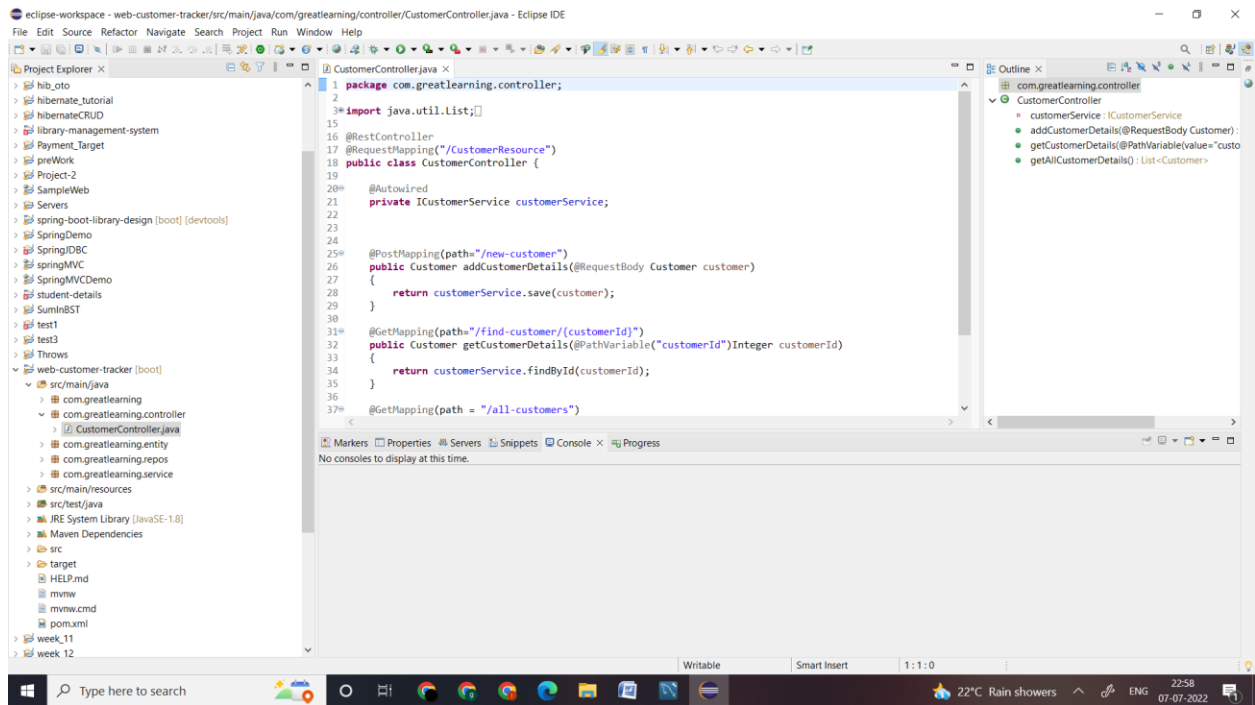 eclipse-workspace - web-customer-tracker/src/main/java/com/greatlearning/controller/CustomerController.java - Eclipse IDE
File Edit Source Refactor Navigate Search Project Run Window Help
Project Explorer
hib_oto
hibernate_tutorial
hibernateCRUD
library-management-system
Payment_Target
preWork
Project-2
SampleWeb
Servers
spring-boot-library-design [boot] [devtools]
SpringDemo
SpringJDBC
springMVC
SpringMVCDemo
student-details
SumInBST
test1
test3
Throws
web-customer-tracker [boot]
src/main/java
com.greatlearning
com.greatlearning.controller
CustomerController.java
com.greatlearning.entity
com.greatlearning.repos
com.greatlearning.service
src/main/resources
src/test/java
JRE System Library [JavaSE-1.8]
Maven Dependencies
src
target
HELP.md
mvnw
mvnw.cmd
pom.xml
week_11
week_12
CustomerController.java
1 package com.greatlearning.controller;
2
3 import java.util.List;
15
16 @RestController
17 @RequestMapping("/CustomerResource")
18 public class CustomerController {
19
20 @Autowired
21 private ICustomerService customerService;
22
23
24
25 @PostMapping(path="/new-customer")
26 public Customer addCustomerDetails(@RequestBody Customer customer)
27 {
28 return customerService.save(customer);
29 }
30
31 @GetMapping(path="/find-customer/{customerId}")
32 public Customer getCustomerDetails(@PathVariable("customerId")Integer customerId)
33 {
34 return customerService.findById(customerId);
35 }
36
37 @GetMapping(path = "/all-customers")
Outline
com.greatlearning.controller
CustomerController
customerService : ICustomerService
addCustomerDetails(@RequestBody Customer) :
getCustomerDetails(@PathVariable(value="custo
getAllCustomerDetails() : List<Customer>
Markers Properties Servers Snippets Console Progress
No consoles to display at this time.
Writable Smart Insert 1 : 1 : 0
Type here to search
22°C Rain showers ENG 22:58
07-07-2022